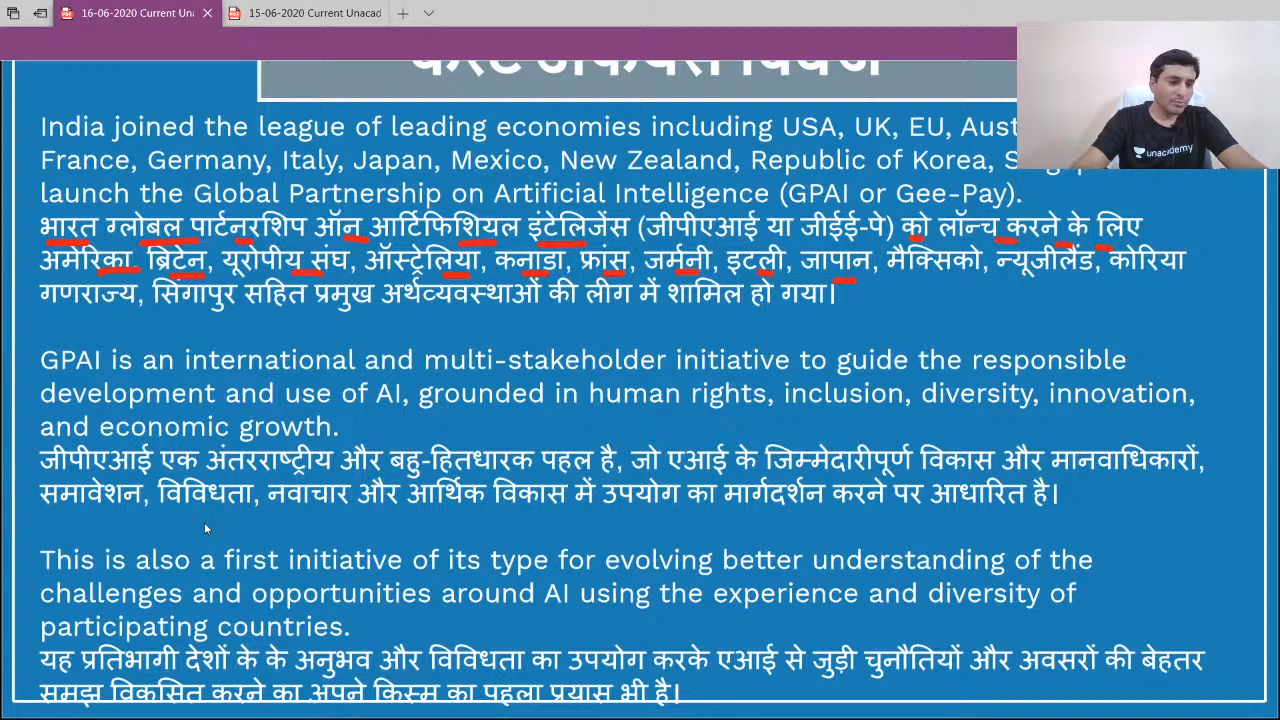 16-06-2020 Current Una
15-06-2020 Current Unacad
India joined the league of leading economies including USA, UK, EU, Aust
France, Germany, Italy, Japan, Mexico, New Zealand, Republic of Korea,
launch the Global Partnership on Artificial Intelligence (GPAI or Gee-Pay).
भारत ग्लोबल पार्टनरशिप ऑन आर्टिफिशियल इंटेलिजेंस (जीपीएआई या जीईई-पे) को लॉन्च करने के लिए
अमेरिका, ब्रिटेन, यूरोपीय संघ, ऑस्ट्रेलिया, कनाडा, फ्रांस, जर्मनी, इटली, जापान, मैक्सिको, न्यूजीलैंड, कोरिया
गणराज्य, सिंगापुर सहित प्रमुख अर्थव्यवस्थाओं की लीग में शामिल हो गया।
GPAI is an international and multi-stakeholder initiative to guide the responsible
development and use of AI, grounded in human rights, inclusion, diversity, innovation,
and economic growth.
जीपीएआई एक अंतरराष्ट्रीय और बहु-हितधारक पहल है, जो एआई के जिम्मेदारीपूर्ण विकास और मानवाधिकारों,
समावेशन, विविधता, नवाचार और आर्थिक विकास में उपयोग का मार्गदर्शन करने पर आधारित है।
This is also a first initiative of its type for evolving better understanding of the
challenges and opportunities around AI using the experience and diversity of
participating countries.
यह प्रतिभागी देशों के के अनुभव और विविधता का उपयोग करके एआई से जुड़ी चुनौतियों और अवसरों की बेहतर
समझ विकसित करने का अपने किस्म का पहला प्रयास भी है।
unacademy